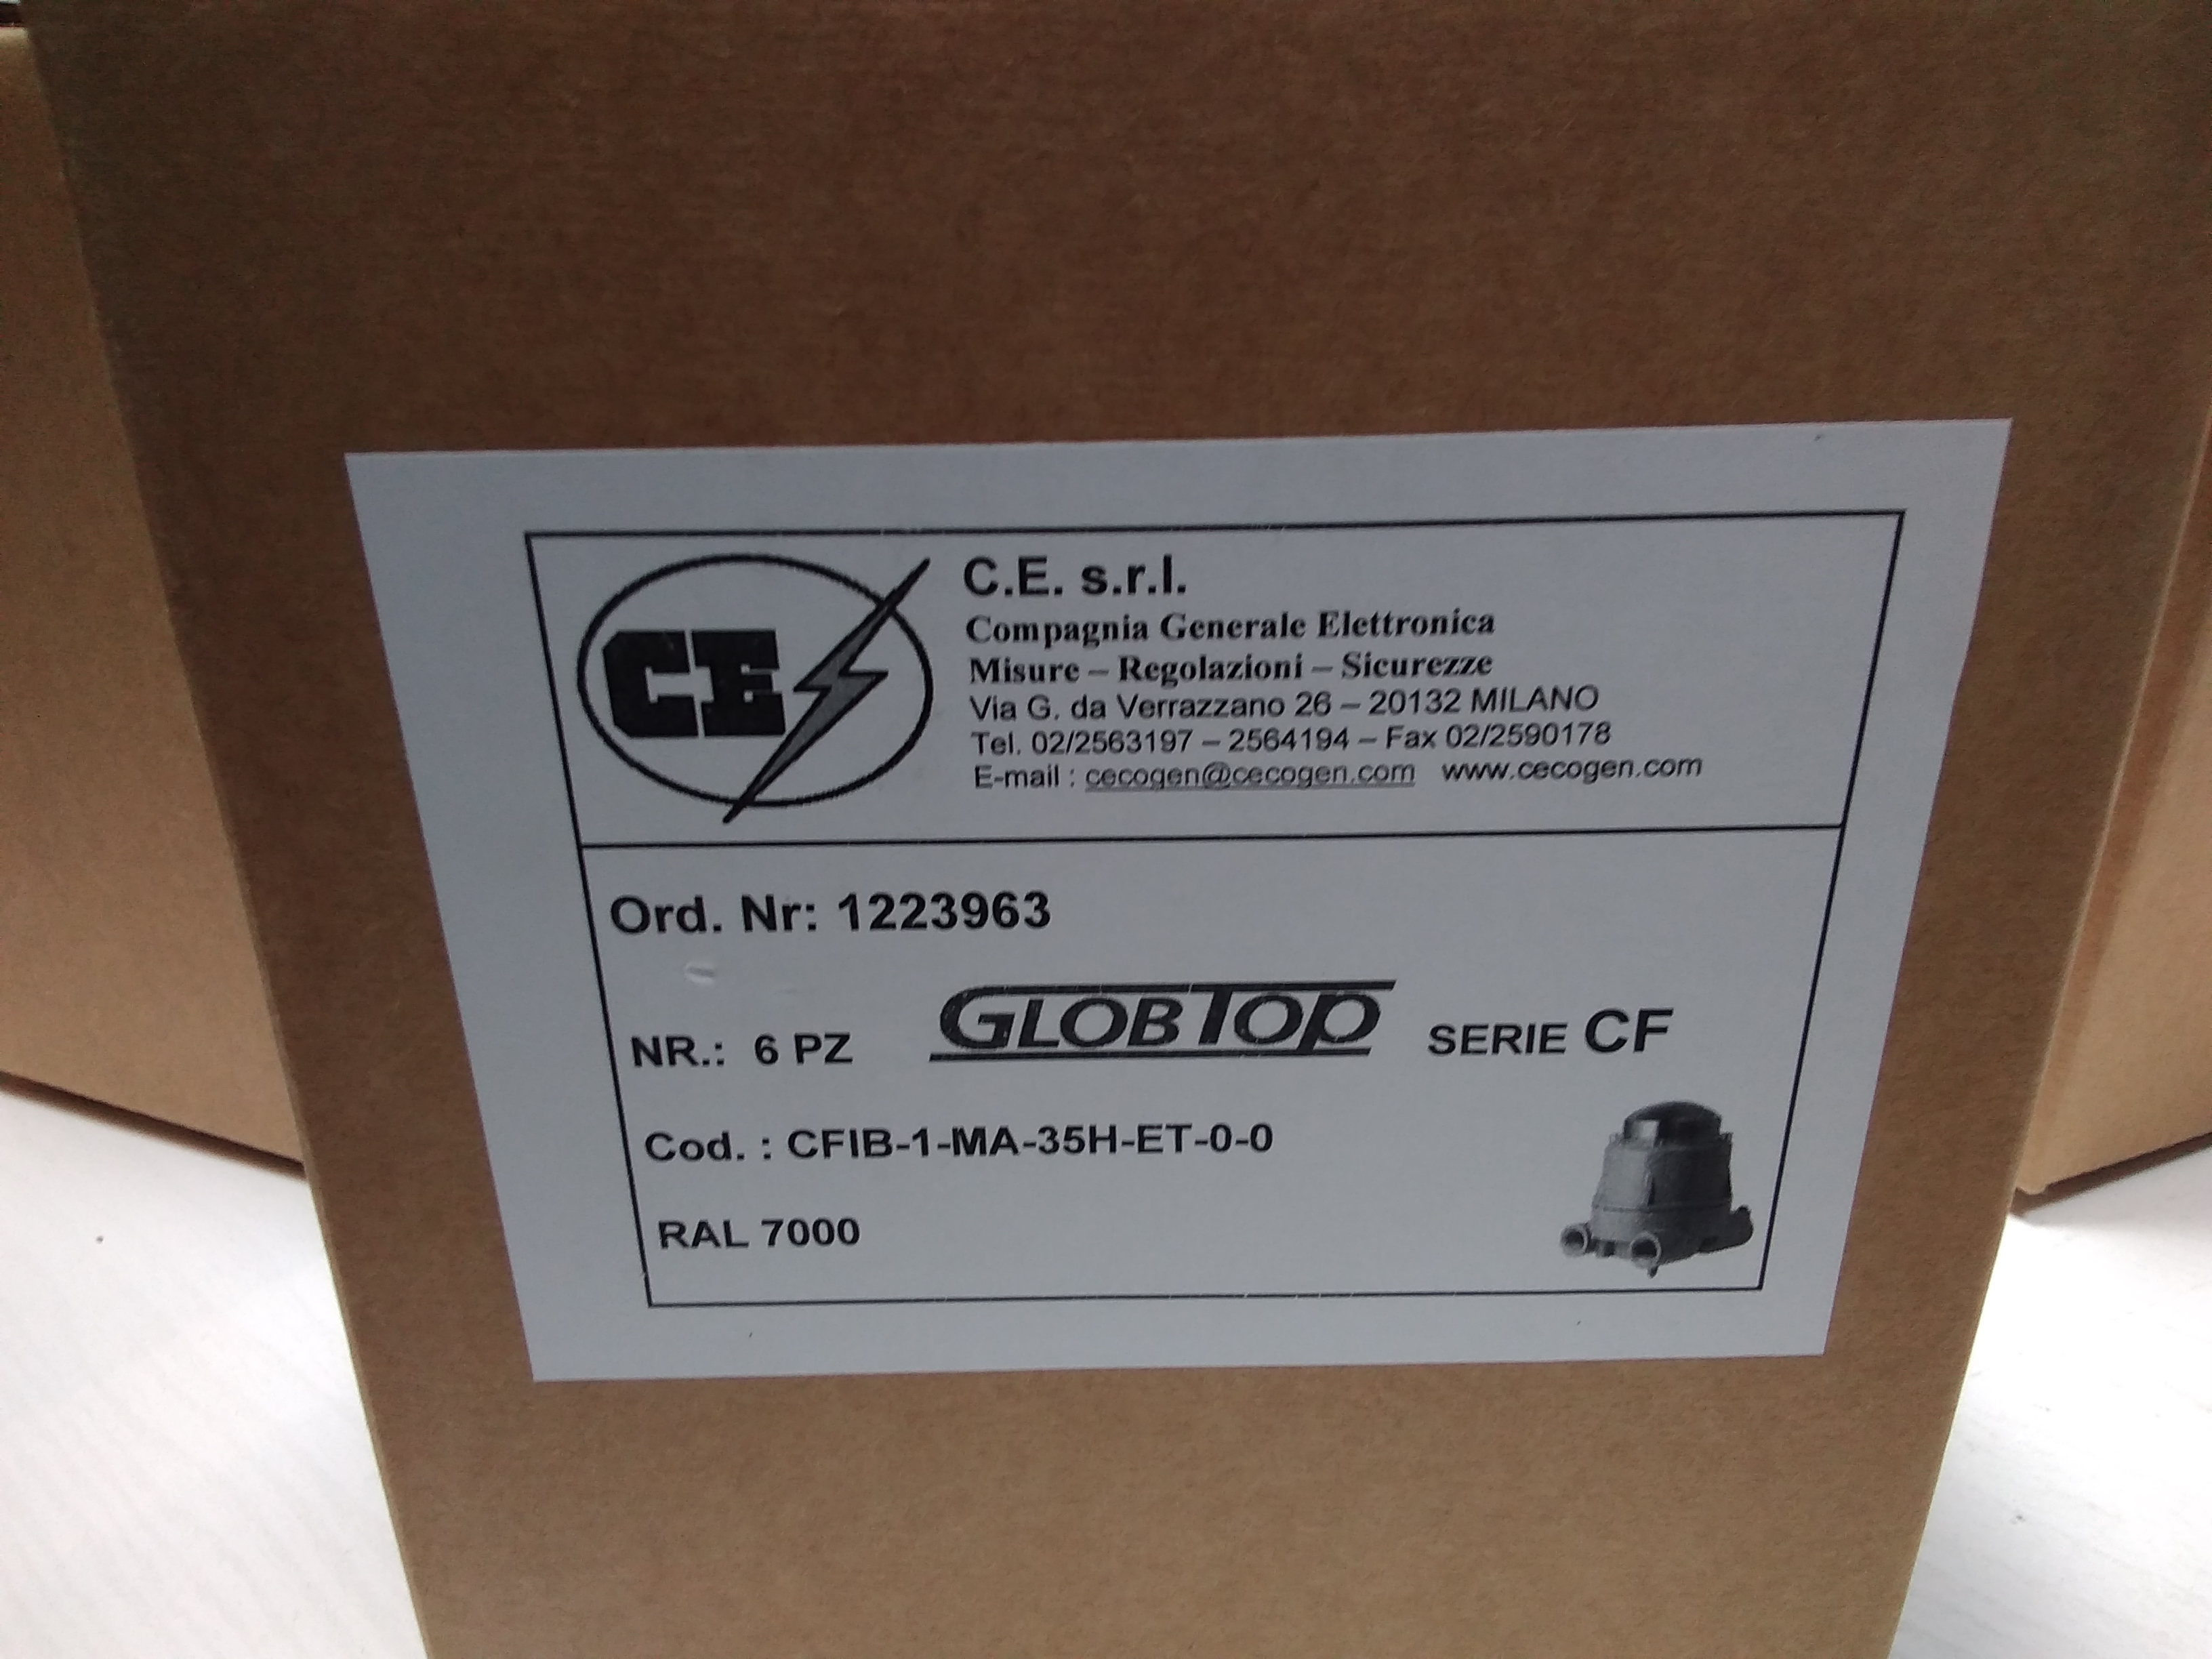 CE
C.E. s.r.l.
Compagnia Generale Elettronica
Misure – Regolazioni – Sicurezze
Via G. da Verrazzano 26 – 20132 MILANO
Tel. 02/2563197 – 2564194 – Fax 02/2590178
E-mail : cecogen@cecogen.com www.cecogen.com
Ord. Nr: 1223963
NR.: 6 PZ GLOBTOP SERIE CF
Cod. : CFIB-1-MA-35H-ET-0-0
RAL 7000